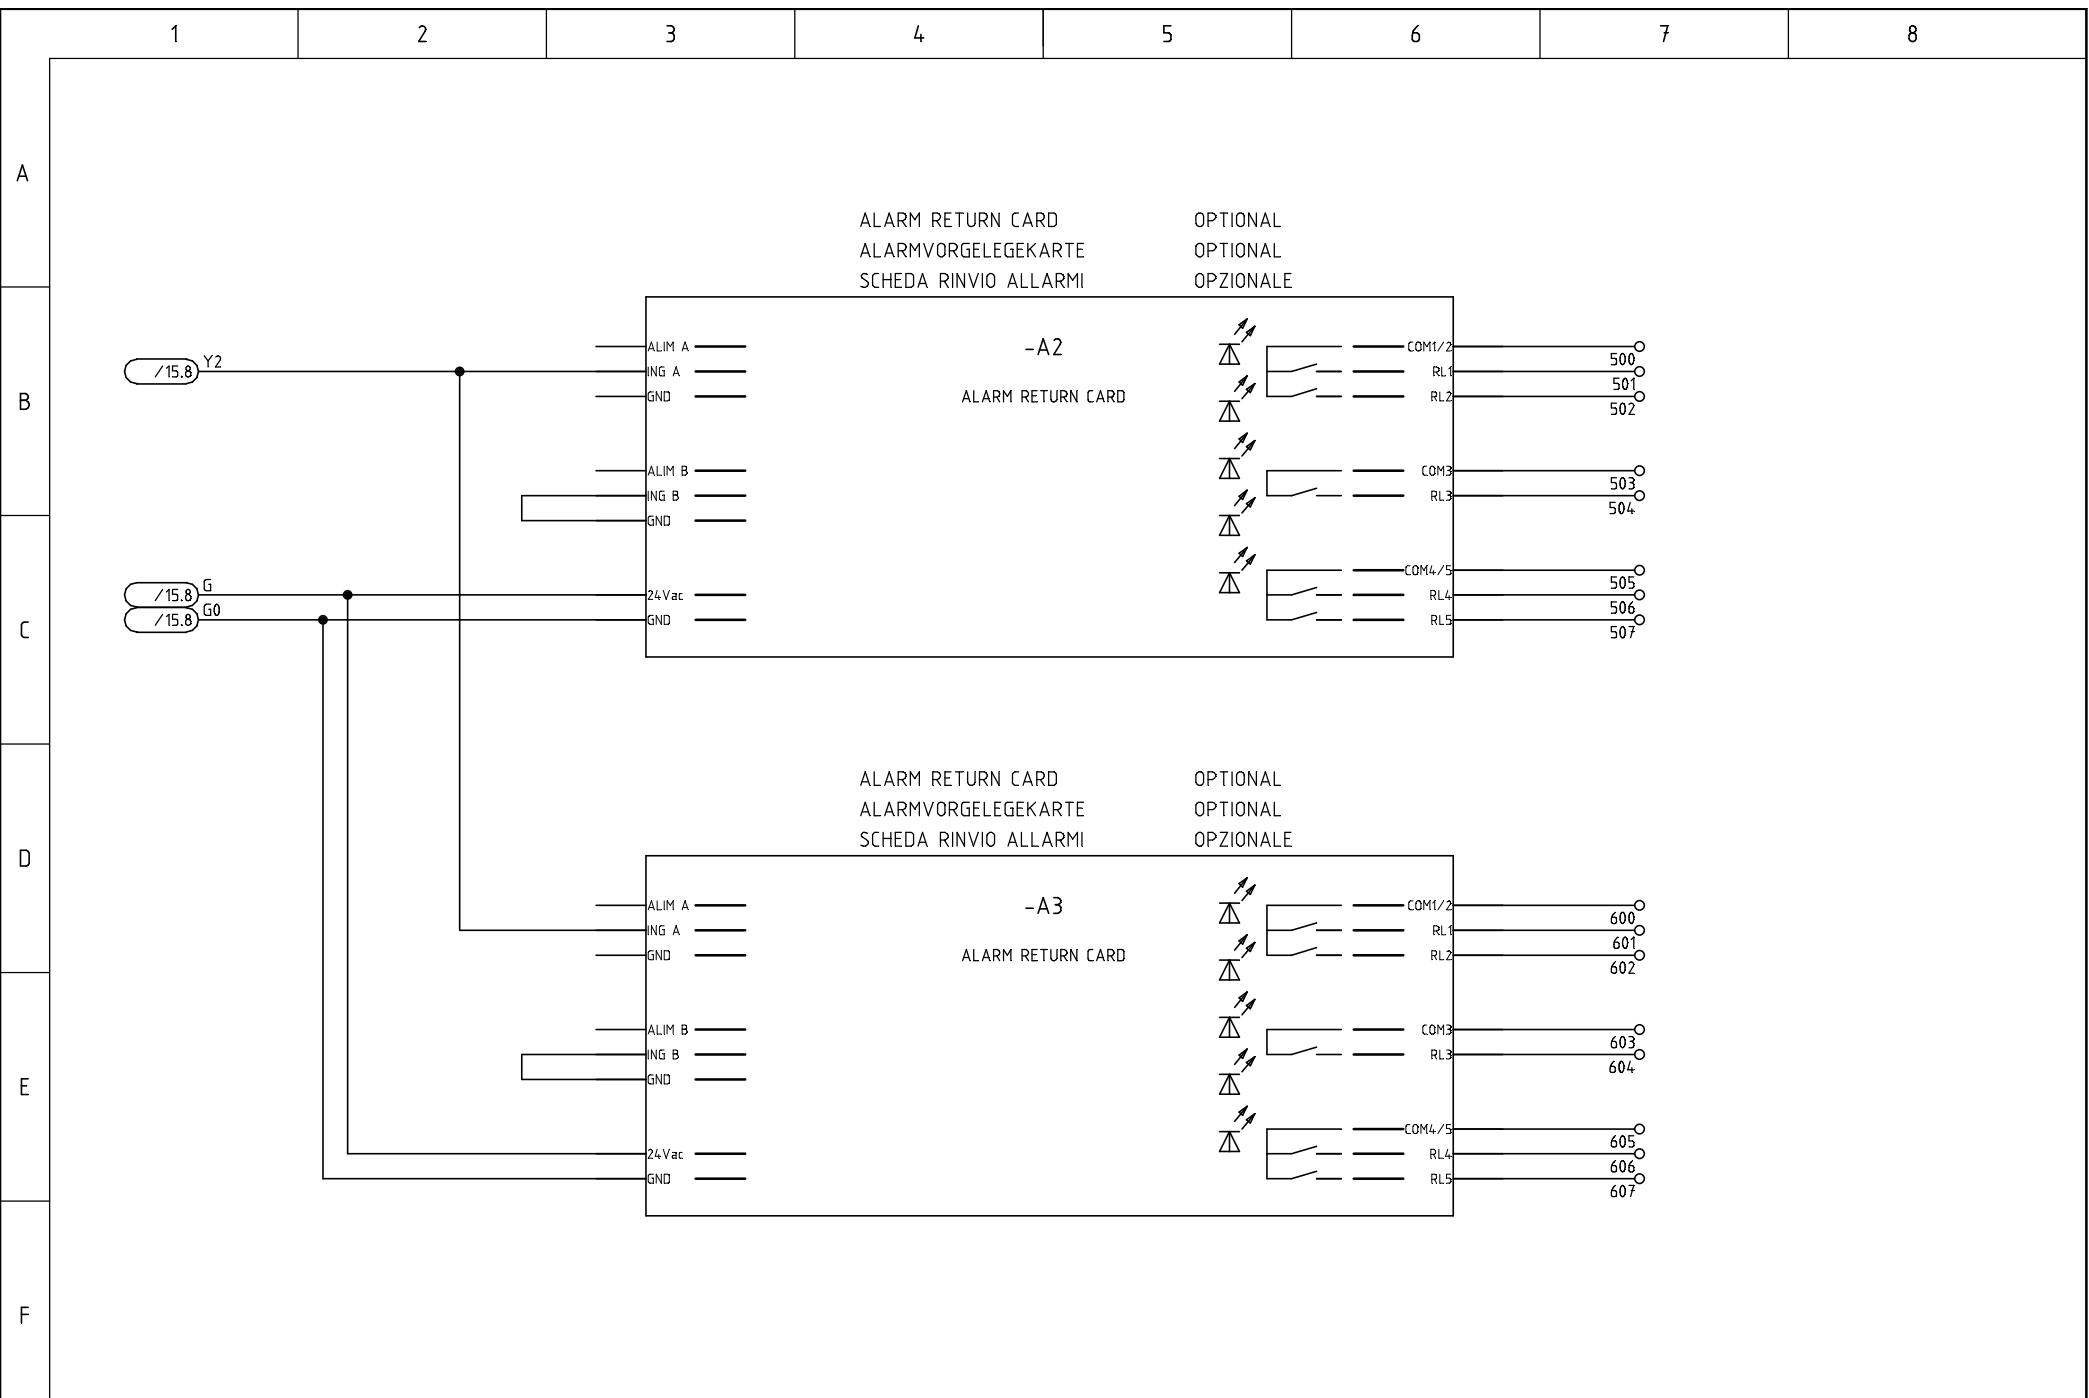 1 2 3 4 5 6 7 8
A
ALARM RETURN CARD OPTIONAL
ALARMVORGELEGEKARTE OPTIONAL
SCHEDA RINVIO ALLARMI OPZIONALE
B
/15.8 Y2
ALIM A -A2 COM1/2 500
ING A RL1 501
GND ALARM RETURN CARD RL2 502
ALIM B COM3 503
ING B RL3 504
GND
C
COM4/5 505
/15.8 G 24Vac RL4 506
/15.8 G0 GND RL5 507
ALARM RETURN CARD OPTIONAL
ALARMVORGELEGEKARTE OPTIONAL
SCHEDA RINVIO ALLARMI OPZIONALE
D
ALIM A -A3 COM1/2 600
ING A RL1 601
GND ALARM RETURN CARD RL2 602
ALIM B COM3 603
ING B RL3 604
GND
E
COM4/5 605
24Vac RL4 606
GND RL5 607
F